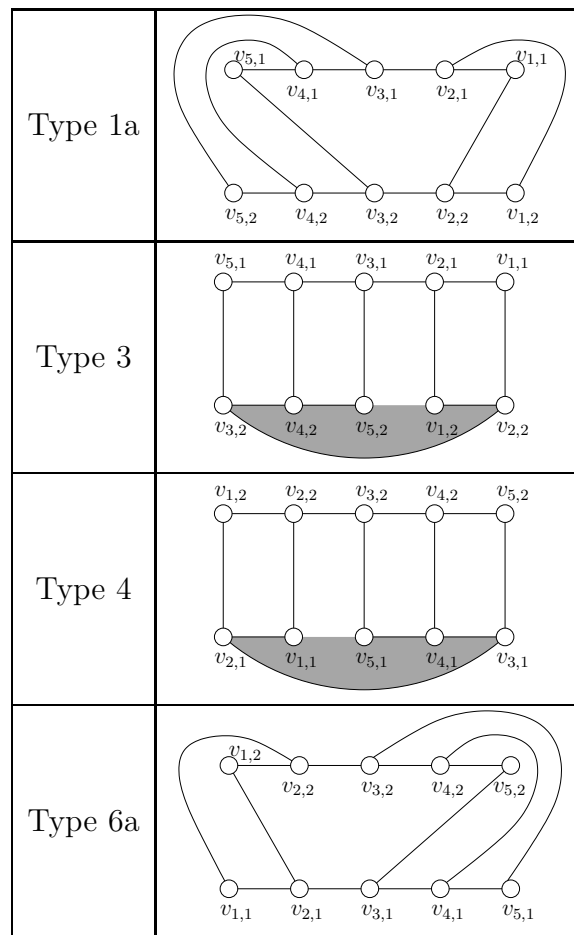 Type 1a
v5,1 v1,1
v4,1 v3,1 v2,1
v5,2 v4,2 v3,2 v2,2 v1,2
Type 3
v5,1 v4,1 v3,1 v2,1 v1,1
v3,2 v4,2 v5,2 v1,2 v2,2
Type 4
v1,2 v2,2 v3,2 v4,2 v5,2
v2,1 v1,1 v5,1 v4,1 v3,1
Type 6a
v1,2
v2,2 v3,2 v4,2 v5,2
v1,1 v2,1 v3,1 v4,1 v5,1